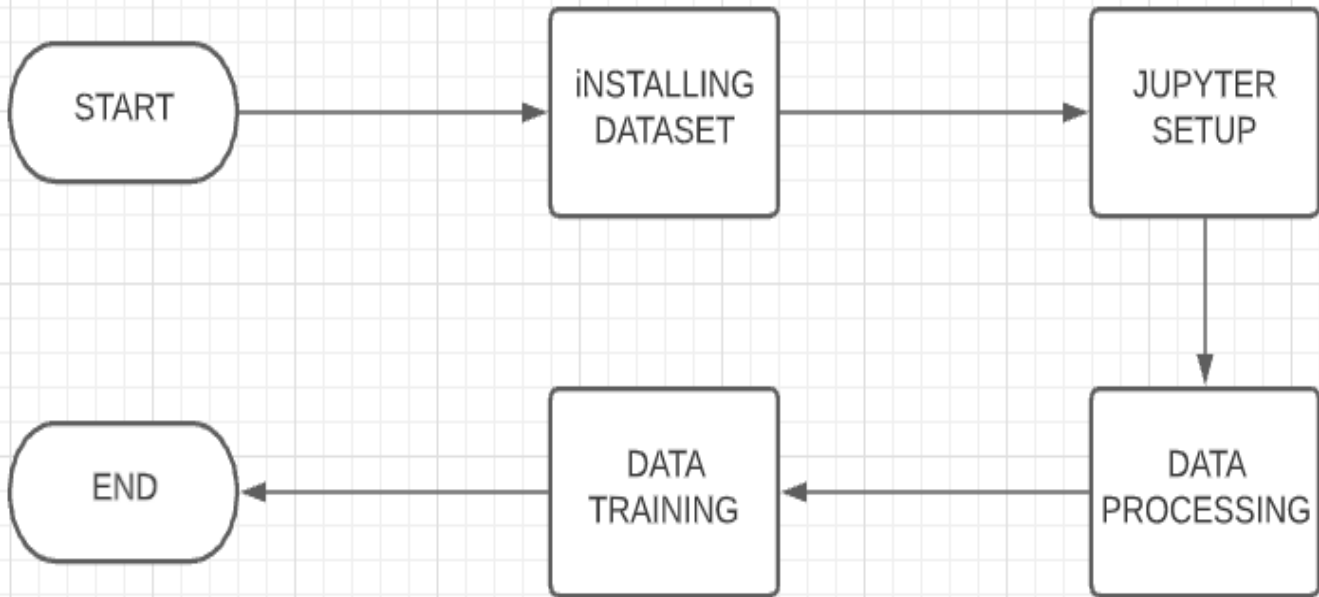 START
iNSTALLING
DATASET
JUPYTER
SETUP
DATA
PROCESSING
DATA
TRAINING
END